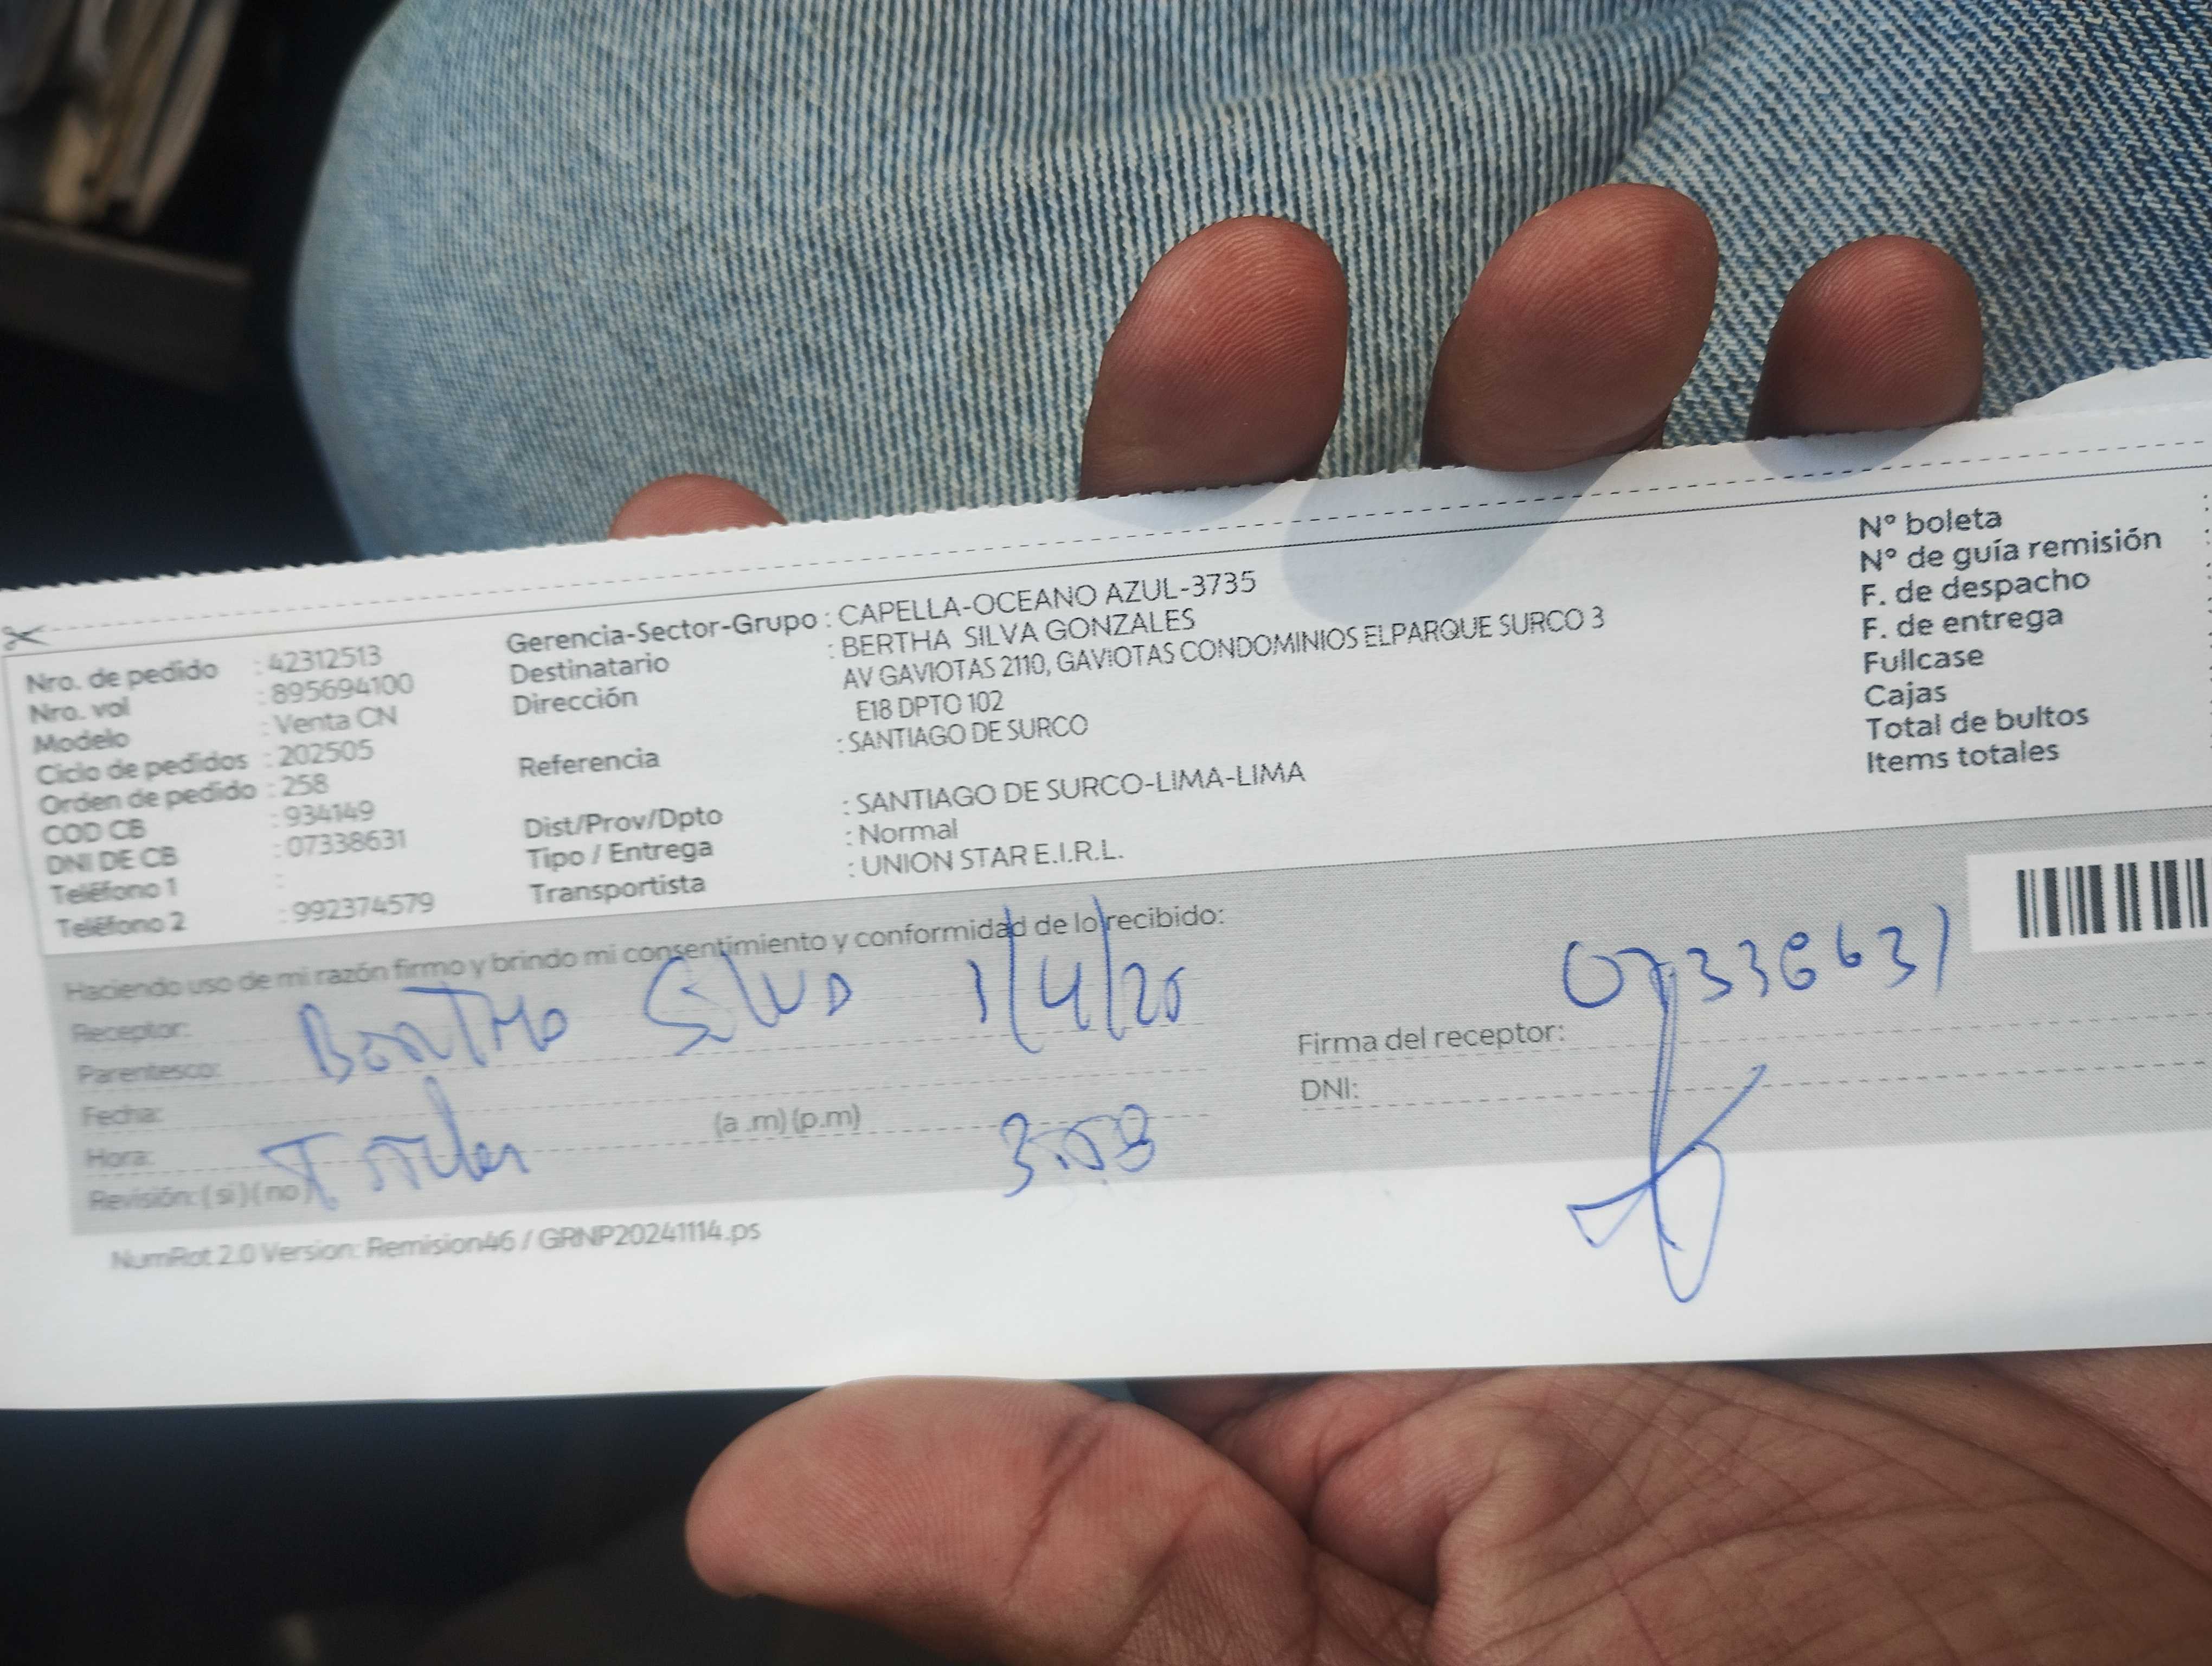 Nro. de pedido : 42312513
Nro. vol : 895694100
Modelo : Venta CN
Ciclo de pedidos : 202505
Orden de pedido : 258
COD CB : 934149
DNI DE CB : 07338631
Teléfono 1 :
Teléfono 2 : 992374579
Gerencia-Sector-Grupo : CAPELLA-OCEANO AZUL-3735
Destinatario : BERTHA SILVA GONZALES
Dirección AV GAVIOTAS 2110, GAVIOTAS CONDOMINIOS ELPARQUE SURCO 3
E18 DPTO 102
Referencia : SANTIAGO DE SURCO
Dist/Prov/Dpto : SANTIAGO DE SURCO-LIMA-LIMA
Tipo / Entrega : Normal
Transportista : UNION STAR E.I.R.L.
N° boleta :
N° de guía remisión :
F. de despacho
F. de entrega
Fullcase
Cajas
Total de bultos
Items totales
Haciendo uso de mi razón firmo y brindo mi consentimiento y conformidad de lo recibido:
Receptor:
Parentesco:
Fecha:
Hora: (a .m) (p.m)
Revisión: ( si ) ( no )
Bertha Silva 1/4/25
Titular
07338631
Firma del receptor:
DNI:
NumRot 2.0 Version: Remision46 / GRNP20241114.ps